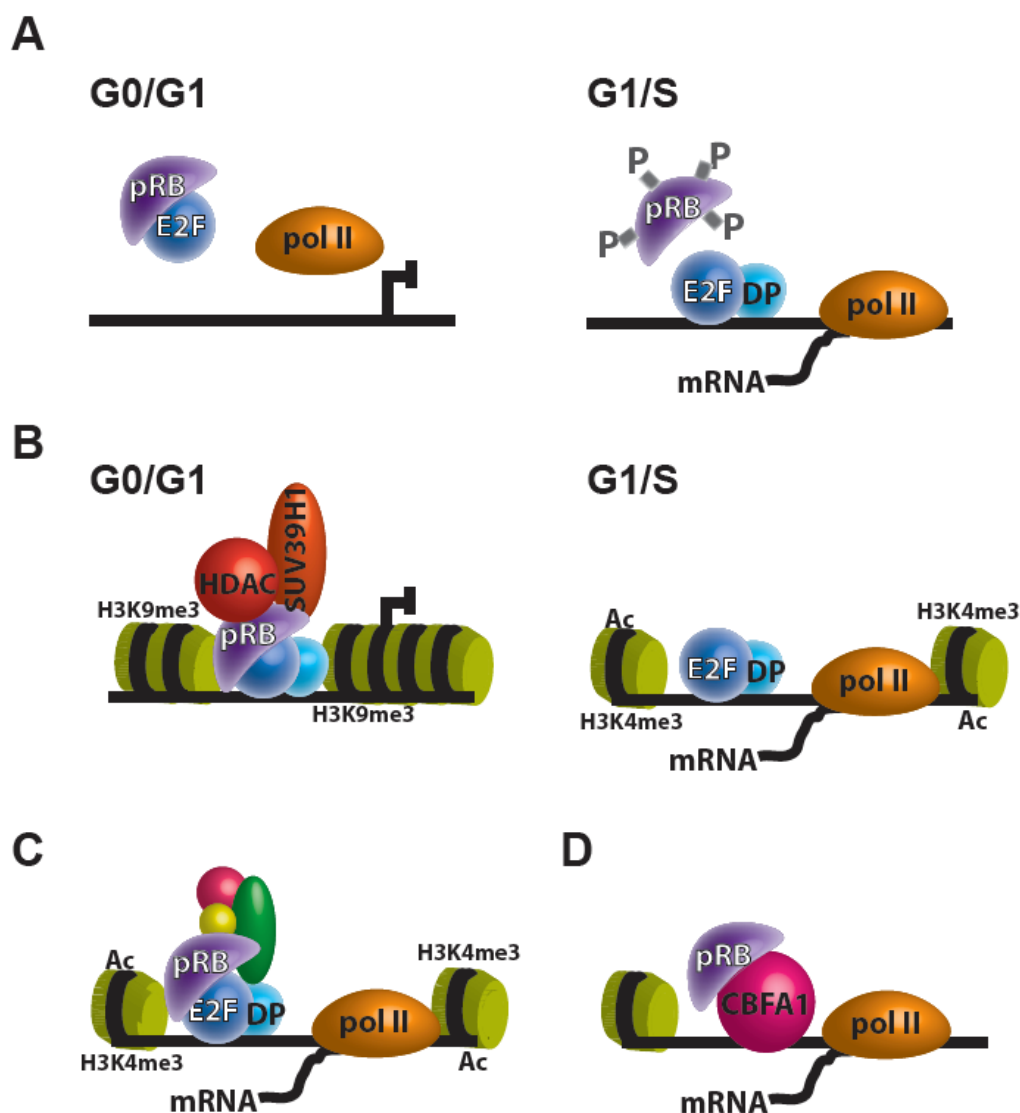 A
G0/G1
G1/S
pRB
E2F
pol II
P
P
pRB
P
P
E2F
DP
pol II
mRNA
B
G0/G1
G1/S
SUV39H1
HDAC
H3K9me3
pRB
H3K9me3
Ac
H3K4me3
E2F
DP
pol II
H3K4me3
Ac
mRNA
C
D
Ac
pRB
H3K4me3
E2F
DP
pol II
H3K4me3
Ac
mRNA
pRB
CBFA1
pol II
mRNA